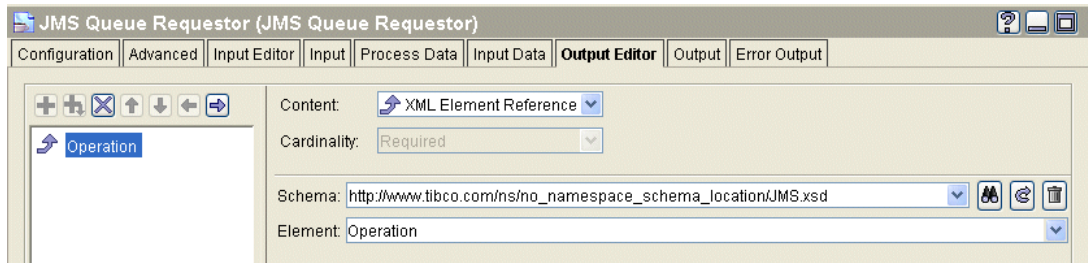 JMS Queue Requestor (JMS Queue Requestor)
Configuration Advanced Input Editor Input Process Data Input Data Output Editor Output Error Output
Content: XML Element Reference
Operation
Cardinality: Required
Schema: http://www.tibco.com/ns/no_namespace_schema_location/JMS.xsd
Element: Operation